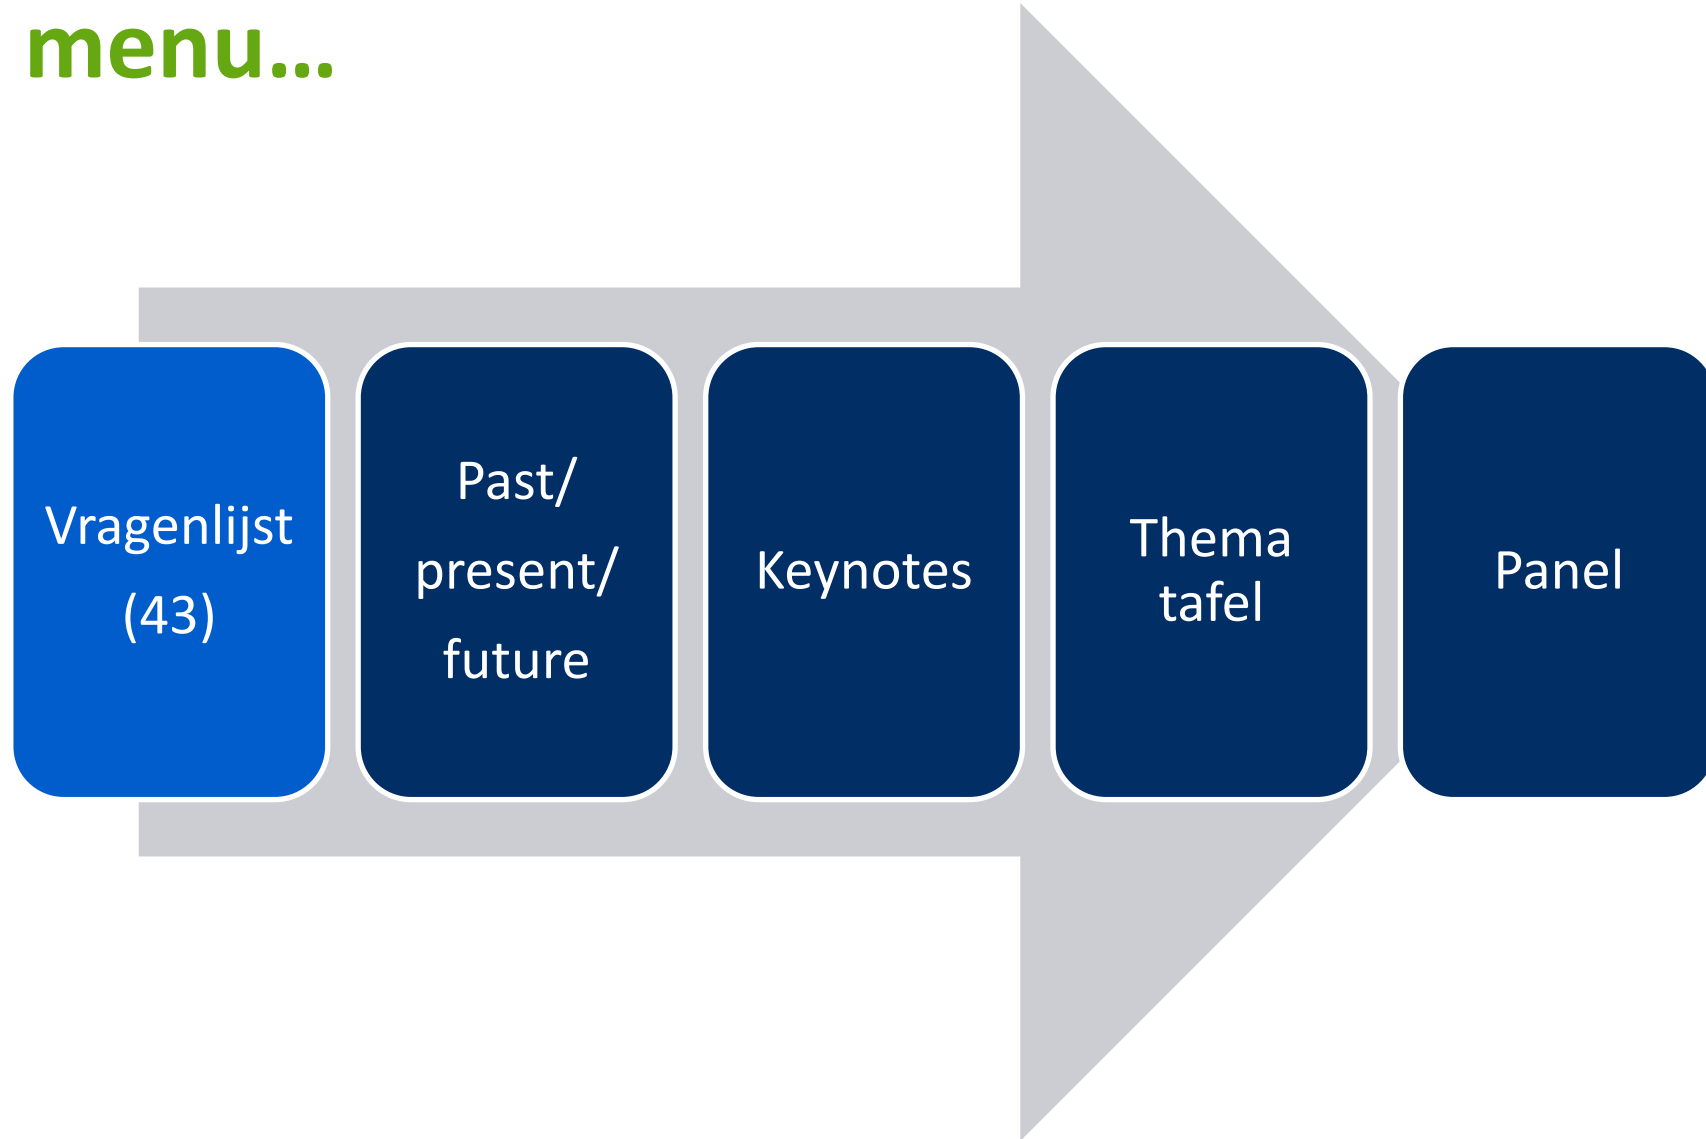 menu…
Vragenlijst
(43)
Past/
present/
future
Keynotes
Thema
tafel
Panel